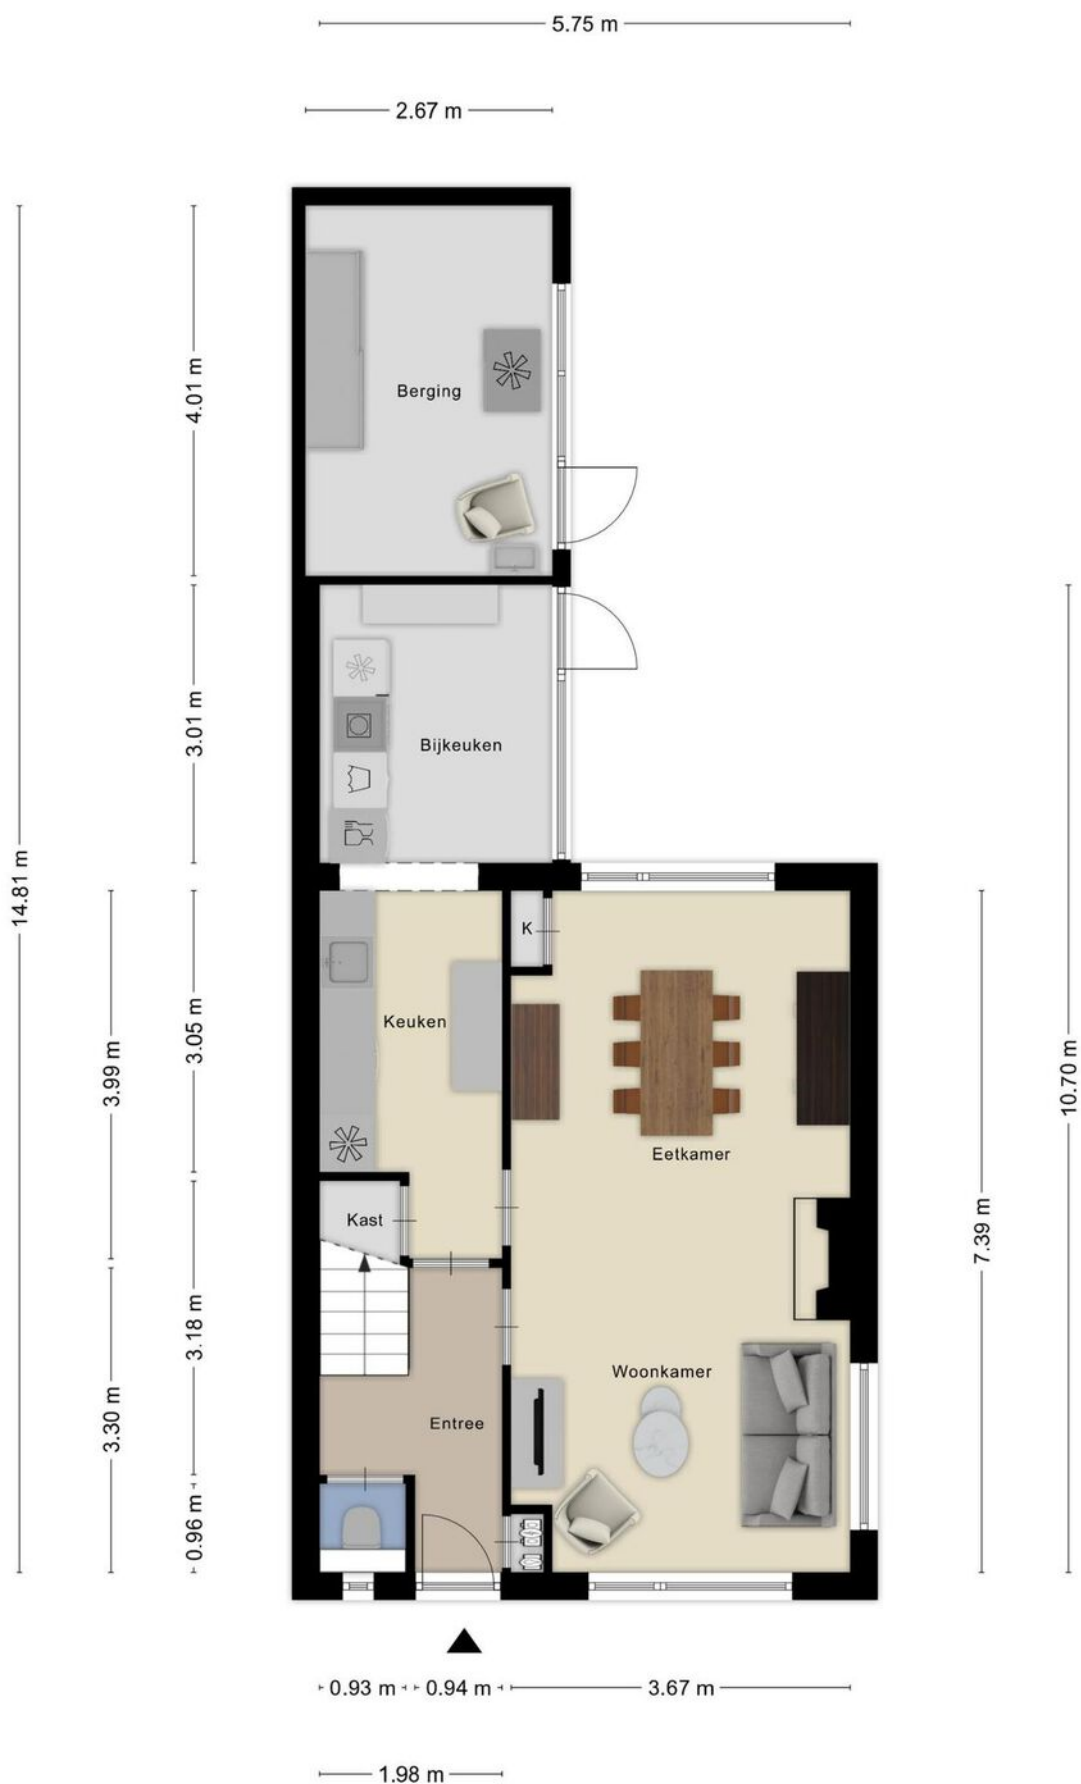 5.75 m
2.67 m
4.01 m
Berging
3.01 m
Bijkeuken
14.81 m
K
Keuken
3.05 m
3.99 m
10.70 m
Eetkamer
Kast
7.39 m
3.18 m
Woonkamer
3.30 m
Entree
0.96 m
0.93 m
0.94 m
3.67 m
1.98 m